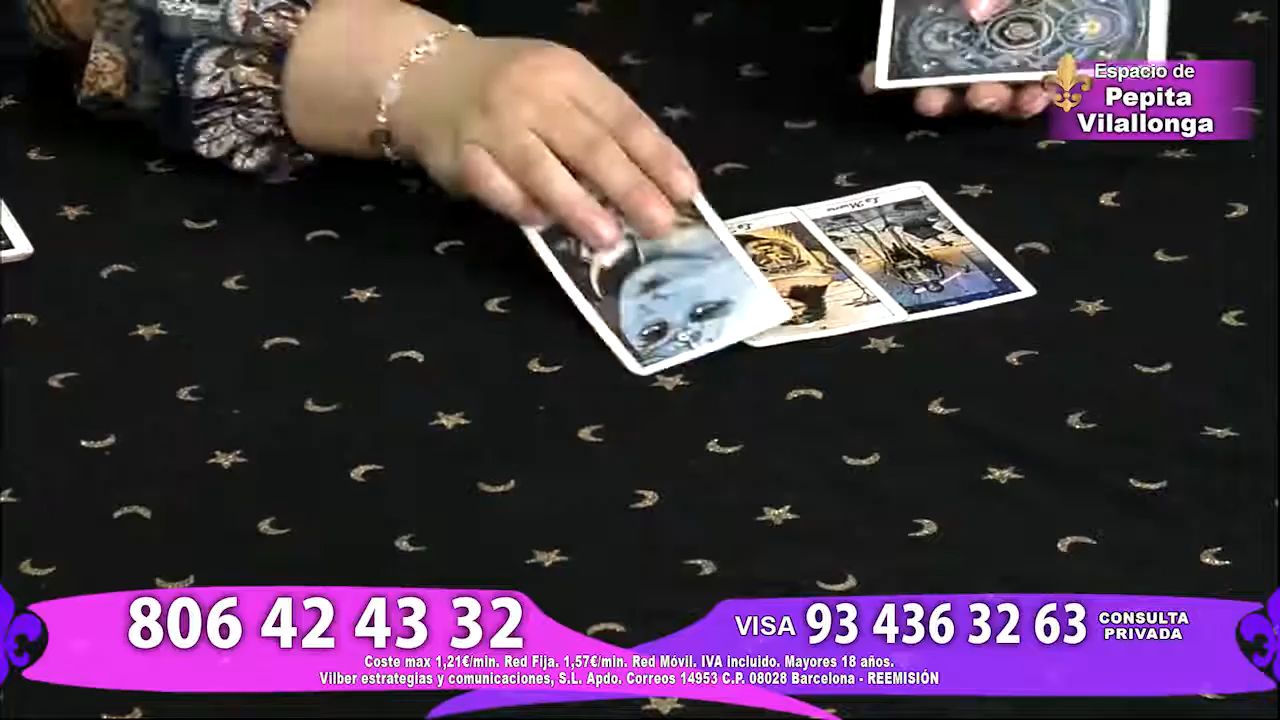 Espacio de
Pepita
Vilallonga
806 42 43 32
VISA 93 436 32 63 CONSULTA PRIVADA
Coste max 1,21€/min. Red Fija. 1,57€/min. Red Móvil. IVA incluido. Mayores 18 años.
Vilber estrategias y comunicaciones, S.L. Apdo. Correos 14953 C.P. 08028 Barcelona - REEMISIÓN